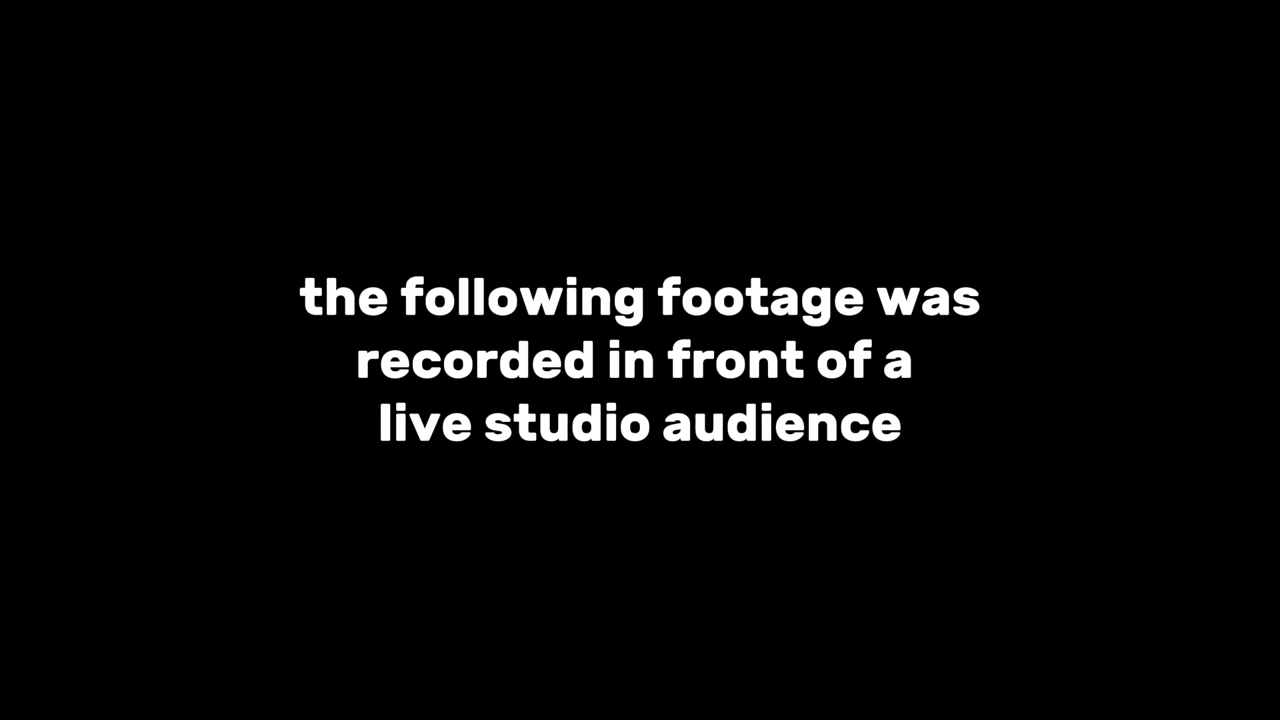 the following footage was
recorded in front of a
live studio audience